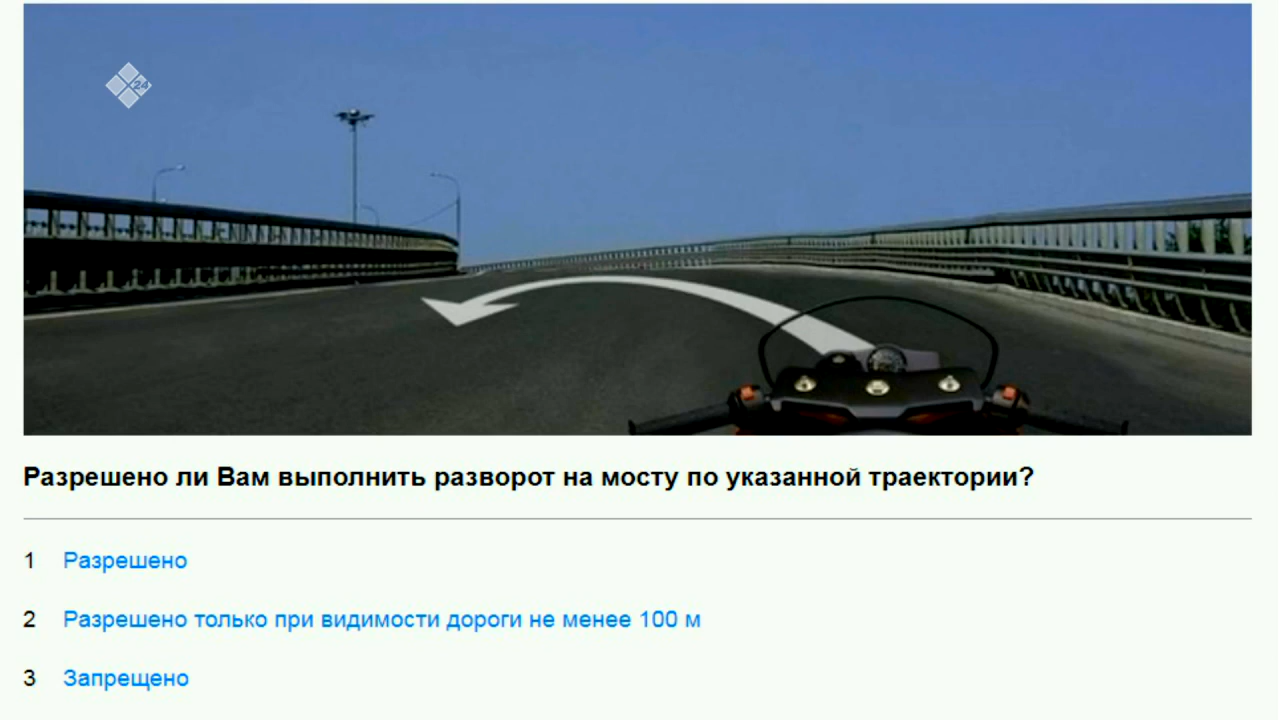 24
Разрешено ли Вам выполнить разворот на мосту по указанной траектории?
1 Разрешено
2 Разрешено только при видимости дороги не менее 100 м
3 Запрещено